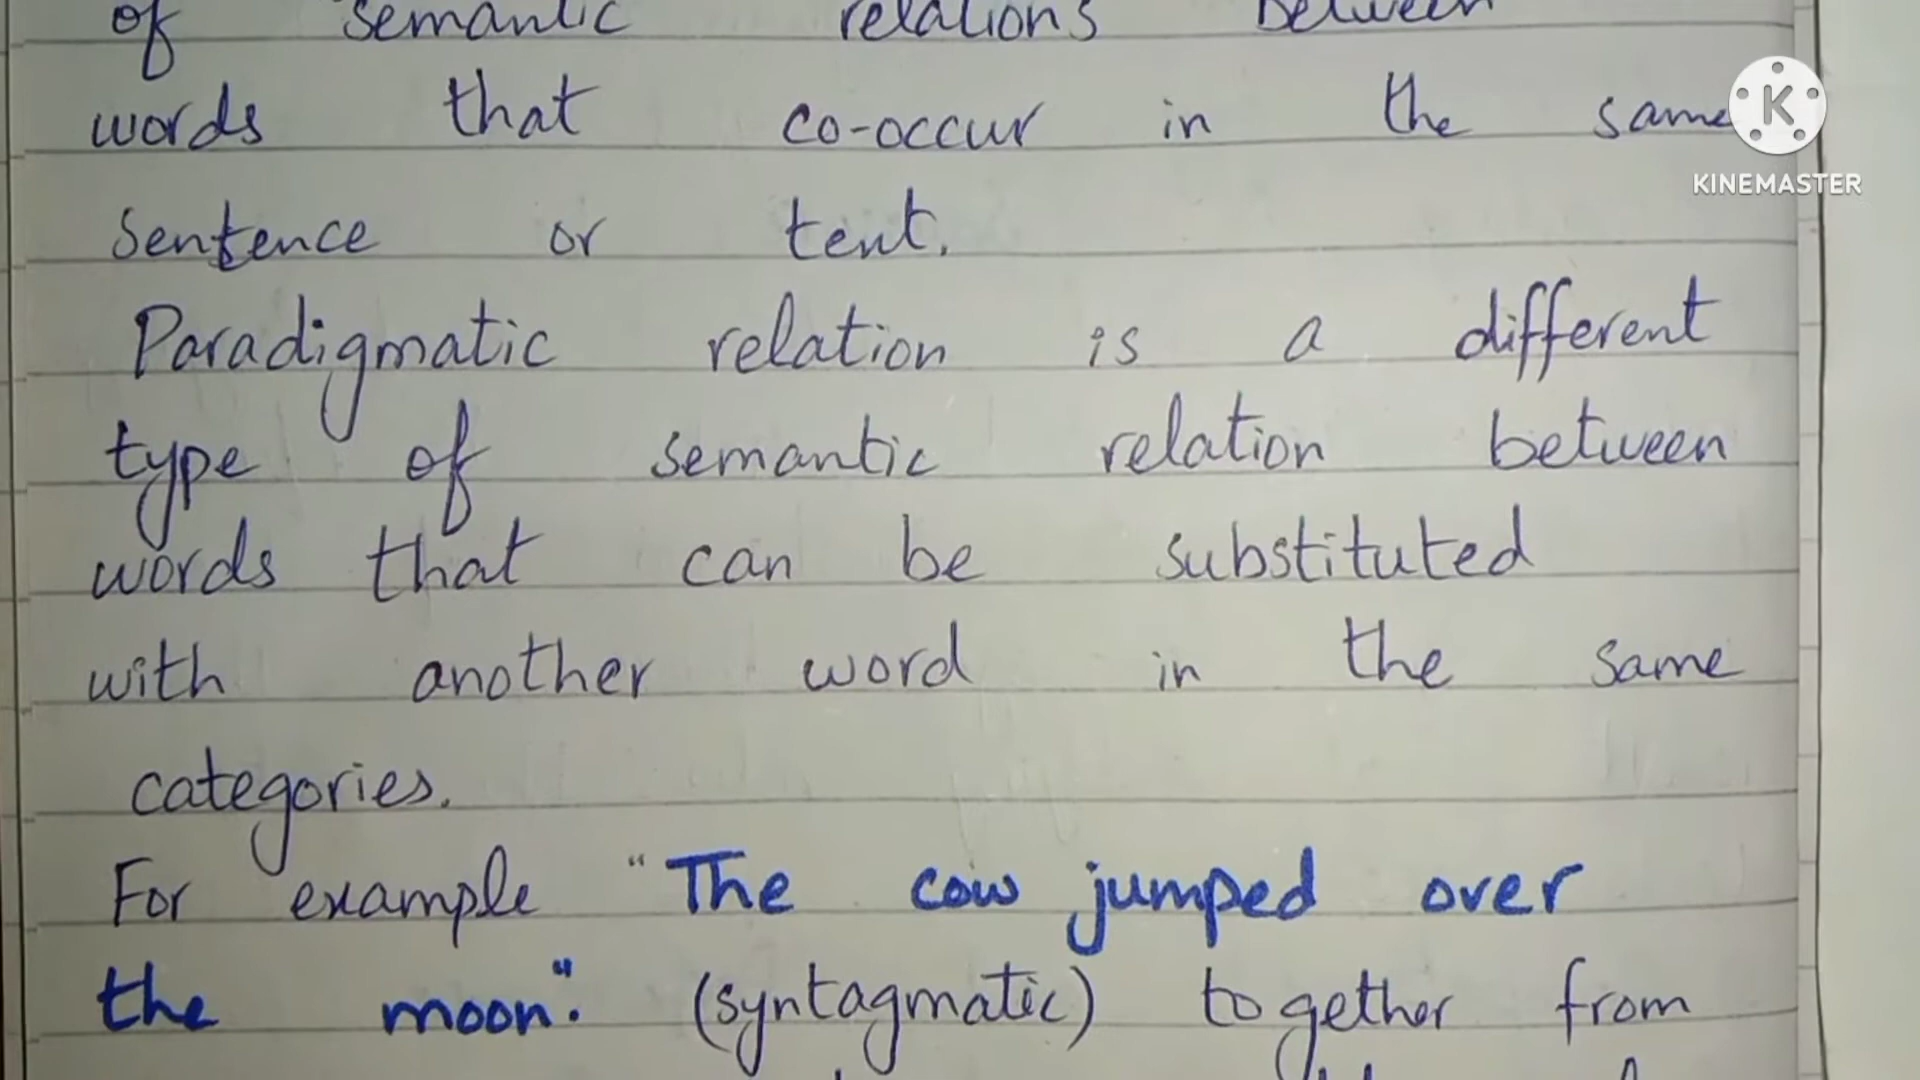 of semantic relations between
words that co-occur in the same
sentence or text.
Paradigmatic relation is a different
type of semantic relation between
words that can be substituted
with another word in the same
categories.
For example "The cow jumped over
the moon". (syntagmatic) together from
KINEMASTER